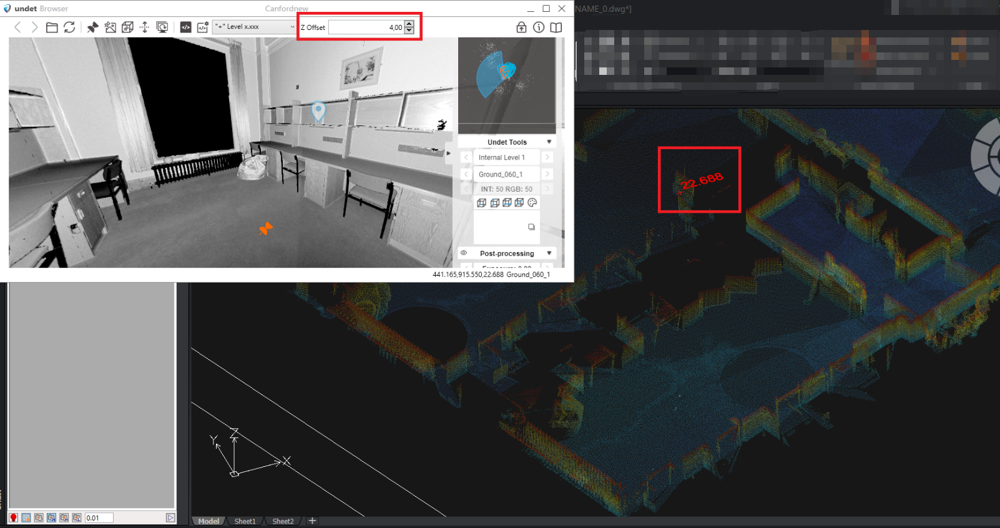 undet Browser
Canfordnew
NAME_0.dwg*]
"+" Level x.xxx
Z Offset
4,00
Undet Tools
Internal Level 1
Ground_060_1
INT: 50 RGB: 50
Post-processing
441.165,915.550,22.688 Ground_060_1
22.688
Z
Y
X
0.01
Model
Sheet1
Sheet2